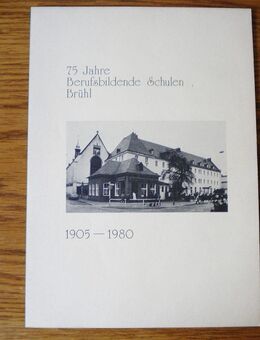 75 Jahre
Berufsbildende Schulen
Brühl
1905 — 1980